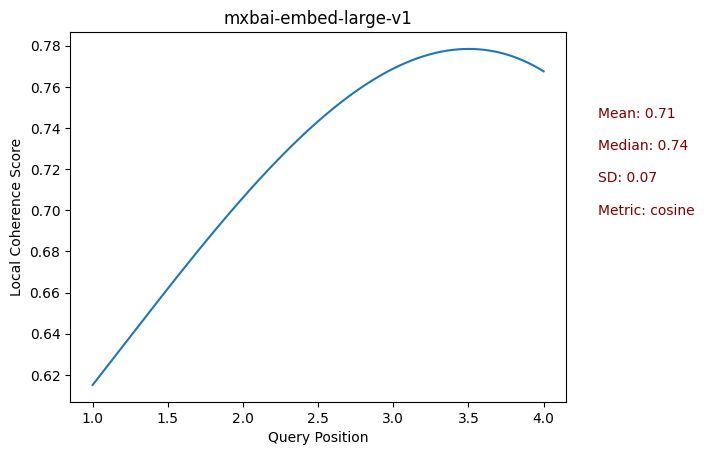 mxbai-embed-large-v1
0.78
0.76
0.74
0.72
0.70
0.68
0.66
0.64
0.62
Local Coherence Score
1.0 1.5 2.0 2.5 3.0 3.5 4.0
Query Position
Mean: 0.71
Median: 0.74
SD: 0.07
Metric: cosine